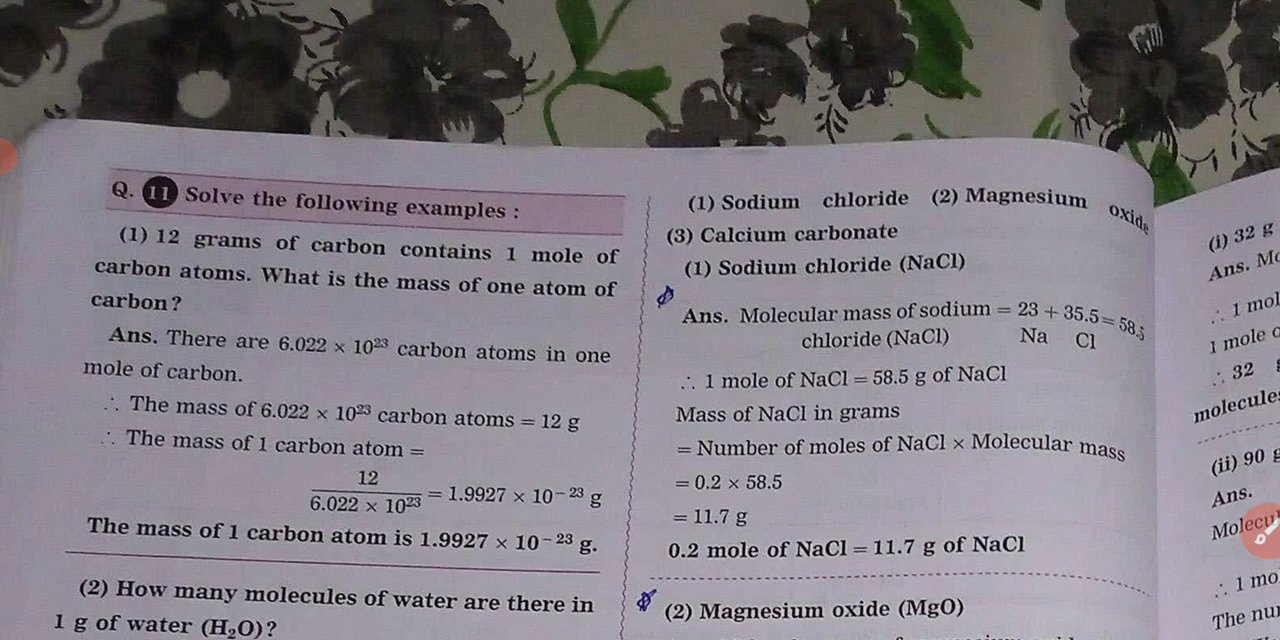 Q. 11 Solve the following examples :
(1) 12 grams of carbon contains 1 mole of
carbon atoms. What is the mass of one atom of
carbon?
Ans. There are 6.022 × 10²³ carbon atoms in one
mole of carbon.
∴ The mass of 6.022 × 10²³ carbon atoms = 12 g
∴ The mass of 1 carbon atom =
12
6.022 × 10²³ = 1.9927 × 10⁻²³ g
The mass of 1 carbon atom is 1.9927 × 10⁻²³ g.
(2) How many molecules of water are there in
1 g of water (H₂O)?
(1) Sodium chloride (2) Magnesium oxide
(3) Calcium carbonate
(1) Sodium chloride (NaCl)
Ans. Molecular mass of sodium = 23 + 35.5 = 58.5
chloride (NaCl) Na Cl
∴ 1 mole of NaCl = 58.5 g of NaCl
Mass of NaCl in grams
= Number of moles of NaCl × Molecular mass
= 0.2 × 58.5
= 11.7 g
0.2 mole of NaCl = 11.7 g of NaCl
(2) Magnesium oxide (MgO)
(i) 32 g
Ans.
∴ 1 mol
1 mole
∴ 32
molecules
(ii) 90 g
Ans.
Molecul
∴ 1 mo
The nu